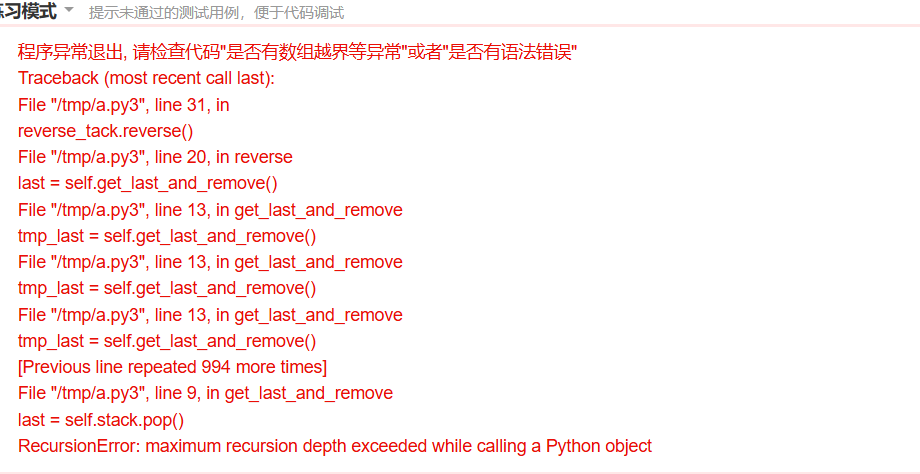 练习模式 提示未通过的测试用例，便于代码调试
程序异常退出, 请检查代码"是否有数组越界等异常"或者"是否有语法错误"
Traceback (most recent call last):
File "/tmp/a.py3", line 31, in
reverse_tack.reverse()
File "/tmp/a.py3", line 20, in reverse
last = self.get_last_and_remove()
File "/tmp/a.py3", line 13, in get_last_and_remove
tmp_last = self.get_last_and_remove()
File "/tmp/a.py3", line 13, in get_last_and_remove
tmp_last = self.get_last_and_remove()
File "/tmp/a.py3", line 13, in get_last_and_remove
tmp_last = self.get_last_and_remove()
[Previous line repeated 994 more times]
File "/tmp/a.py3", line 9, in get_last_and_remove
last = self.stack.pop()
RecursionError: maximum recursion depth exceeded while calling a Python object